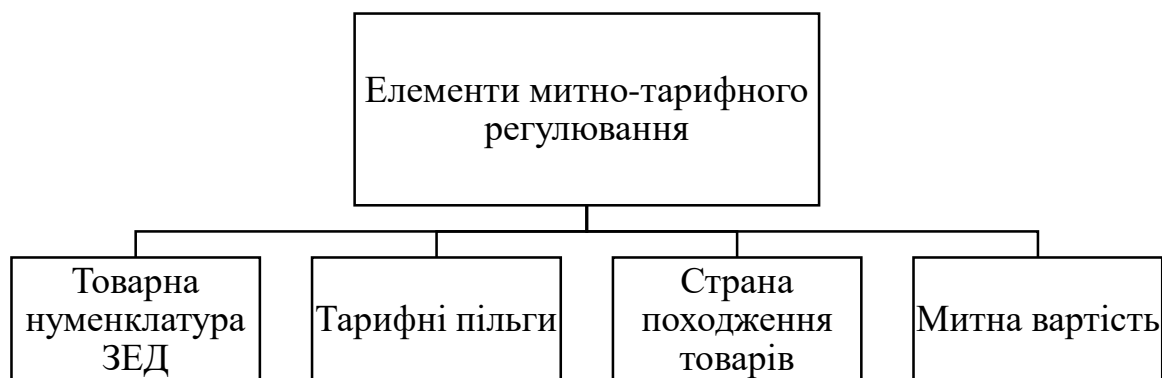 Елементи митно-тарифного
регулювання
Товарна
нуменклатура
ЗЕД
Тарифні пільги
Страна
походження
товарів
Митна вартість